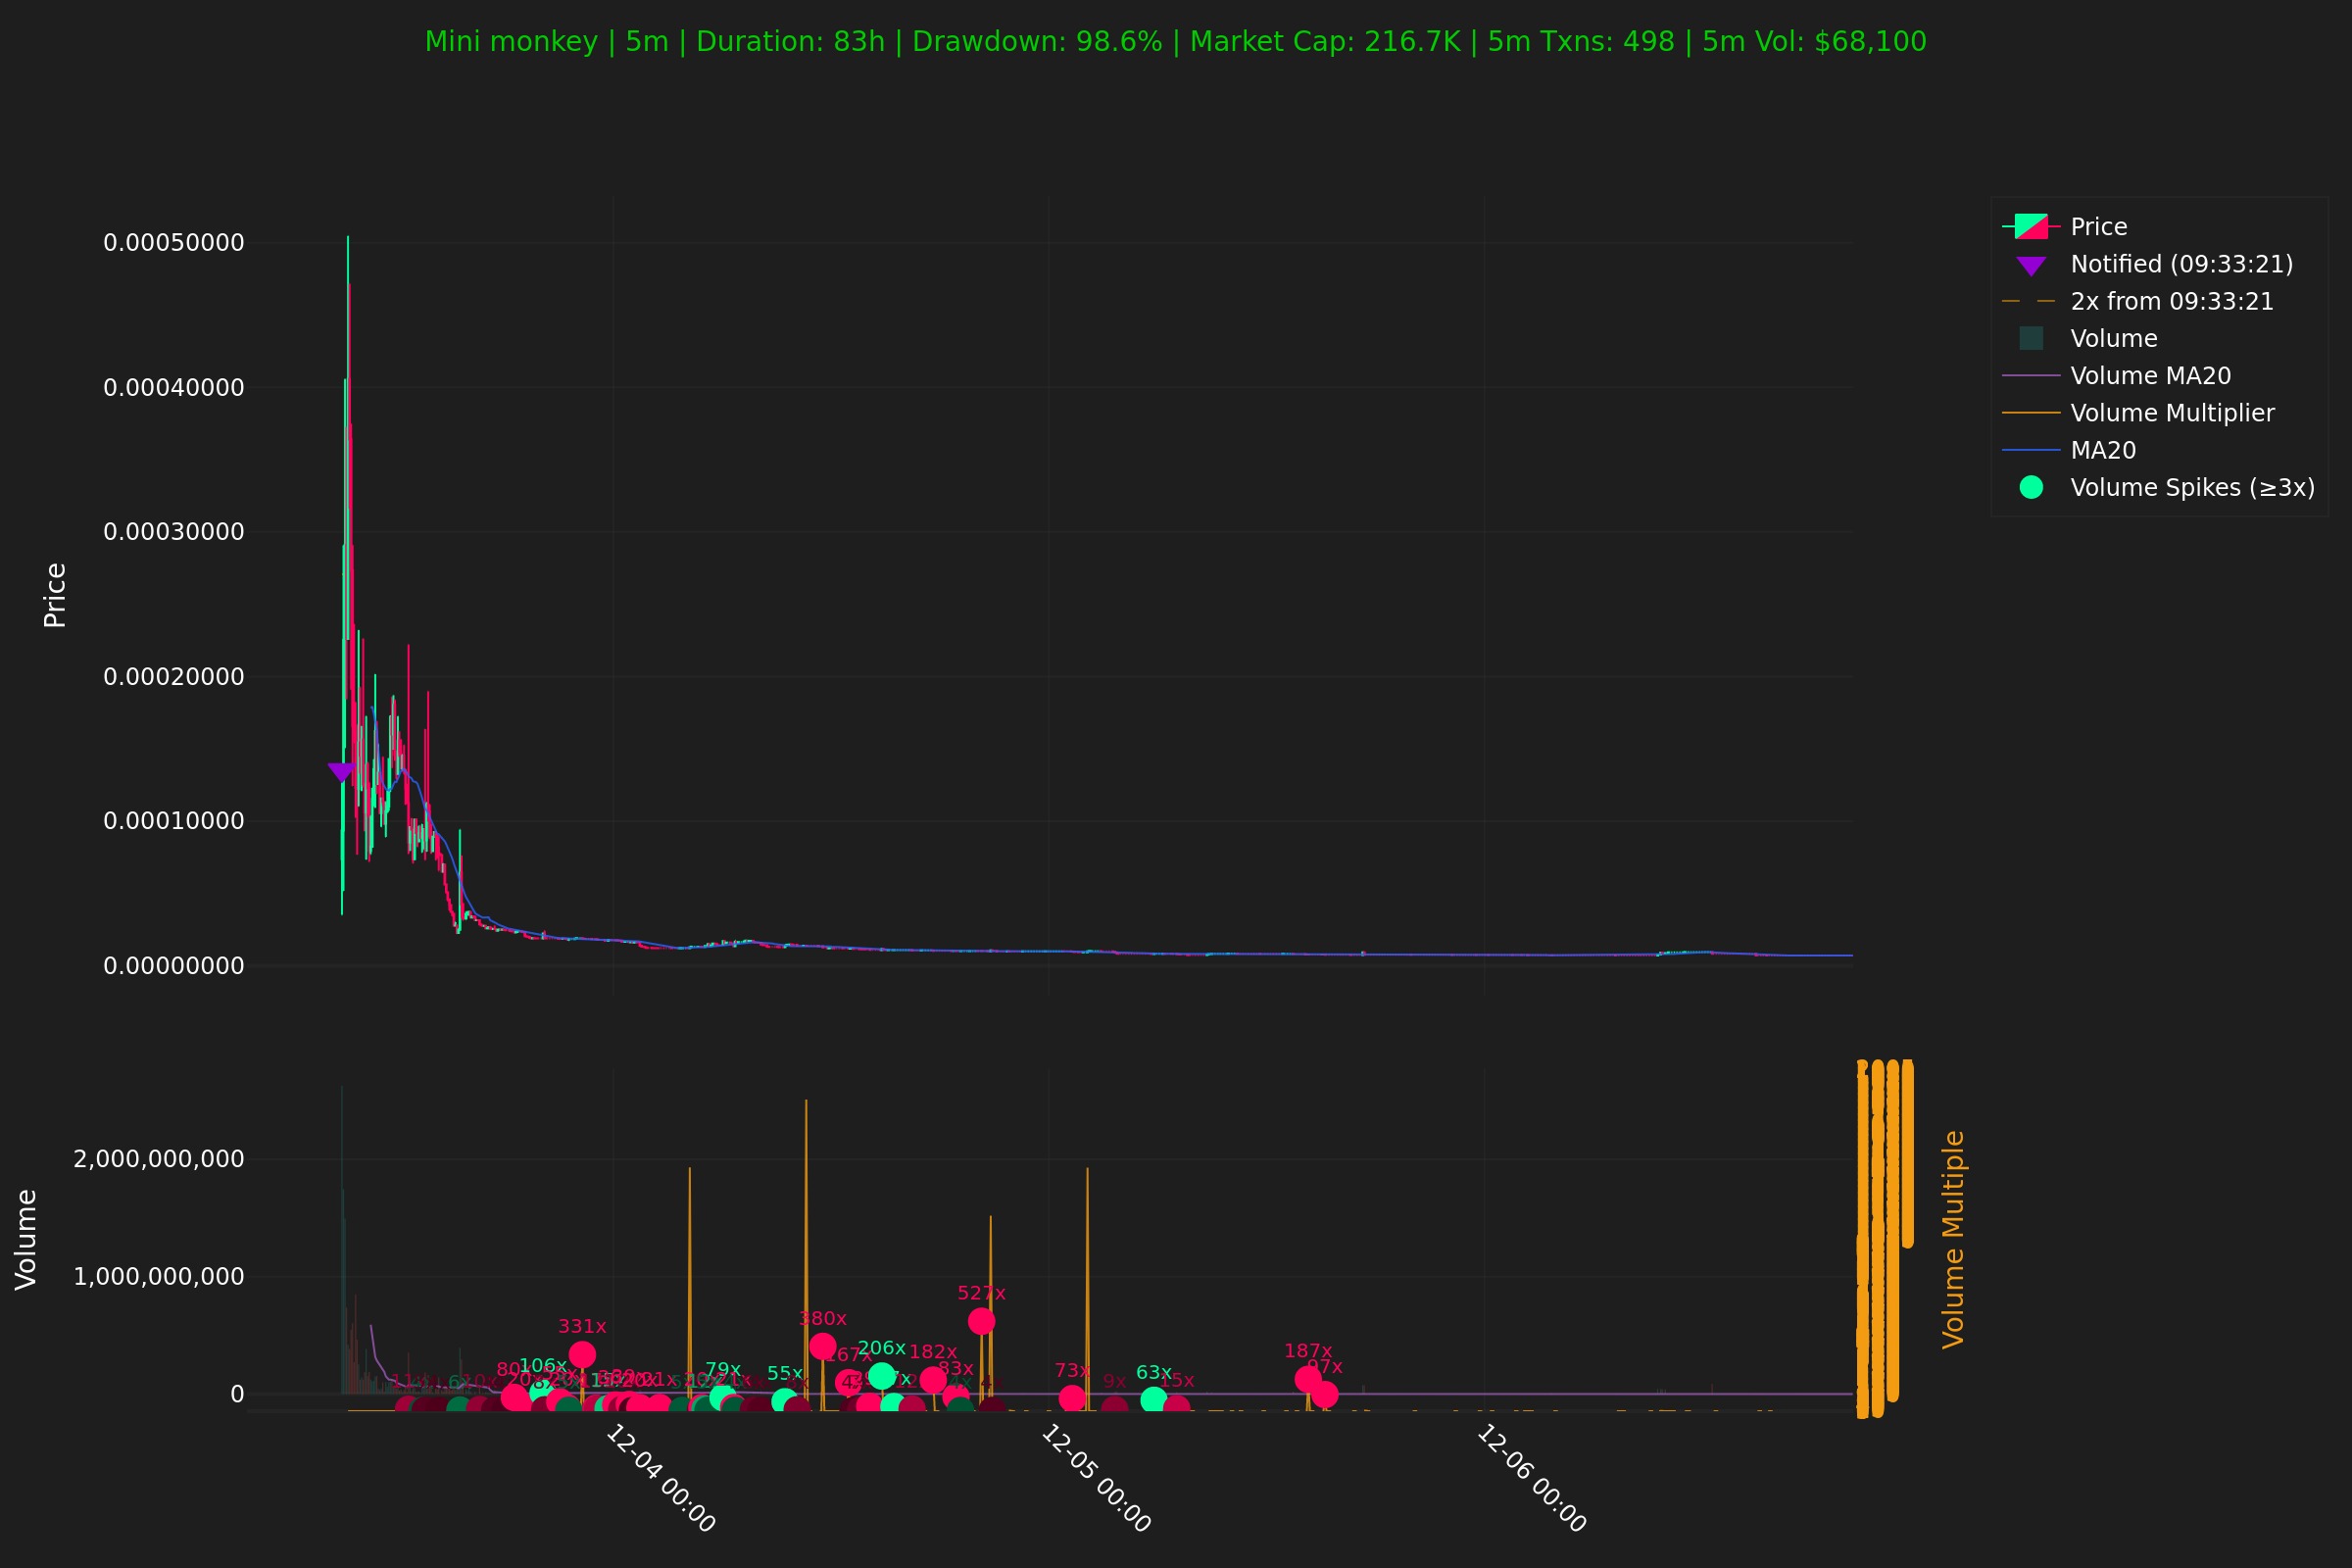 Mini monkey | 5m | Duration: 83h | Drawdown: 98.6% | Market Cap: 216.7K | 5m Txns: 498 | 5m Vol: $68,100
Price
0.00050000
0.00040000
0.00030000
0.00020000
0.00010000
0.00000000
Price
Notified (09:33:21)
2x from 09:33:21
Volume
Volume MA20
Volume Multiplier
MA20
Volume Spikes (≥3x)
Volume
2,000,000,000
1,000,000,000
0
106x
331x
79x
55x
380x
206x
182x
83x
527x
73x
9x
63x
15x
187x
97x
Volume Multiple
12-04 00:00
12-05 00:00
12-06 00:00